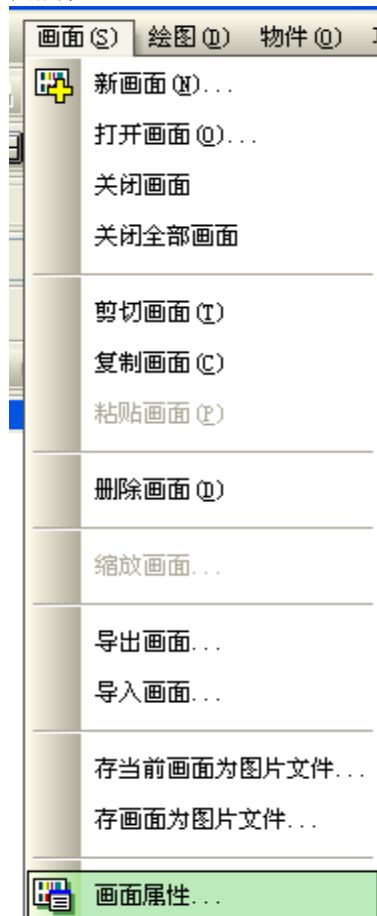 画面(S) 绘图(D) 物件(O)
新画面(N)...
打开画面(O)...
关闭画面
关闭全部画面
剪切画面(T)
复制画面(C)
粘贴画面(P)
删除画面(D)
缩放画面...
导出画面...
导入画面...
存当前画面为图片文件...
存画面为图片文件...
画面属性...